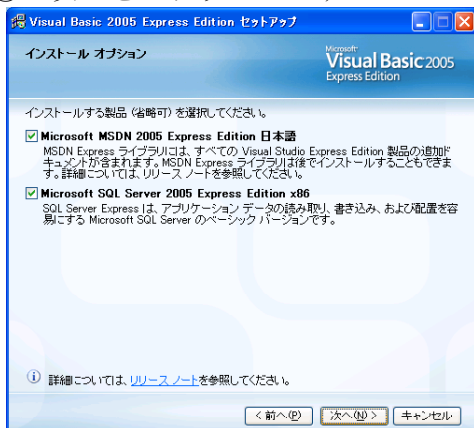 Visual Basic 2005 Express Edition セットアップ
インストール オプション
Microsoft
Visual Basic 2005
Express Edition
インストールする製品 (省略可) を選択してください。
Microsoft MSDN 2005 Express Edition 日本語
MSDN Express ライブラリには、すべての Visual Studio Express Edition 製品の追加ド
キュメントが含まれます。MSDN Express ライブラリは後でインストールすることもできま
す。詳細については、リリース ノートを参照してください。
Microsoft SQL Server 2005 Express Edition x86
SQL Server Express は、アプリケーション データの読み取り、書き込み、および配置を容
易にする Microsoft SQL Server のベーシック バージョンです。
詳細については、リリース ノートを参照してください。
< 前へ(P)
次へ(N) >
キャンセル